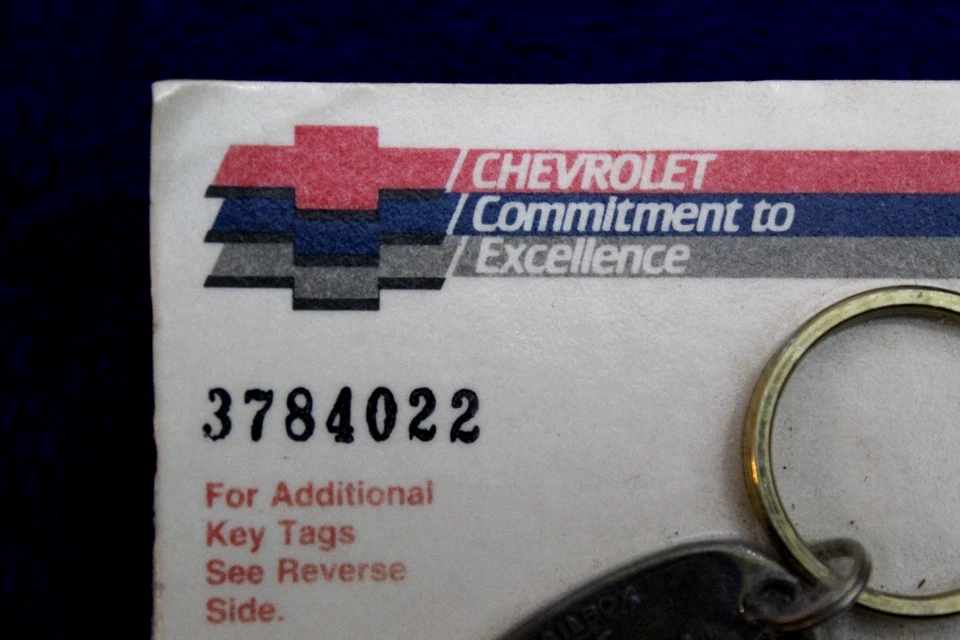 CHEVROLET
Commitment to
Excellence
3784022
For Additional
Key Tags
See Reverse
Side.